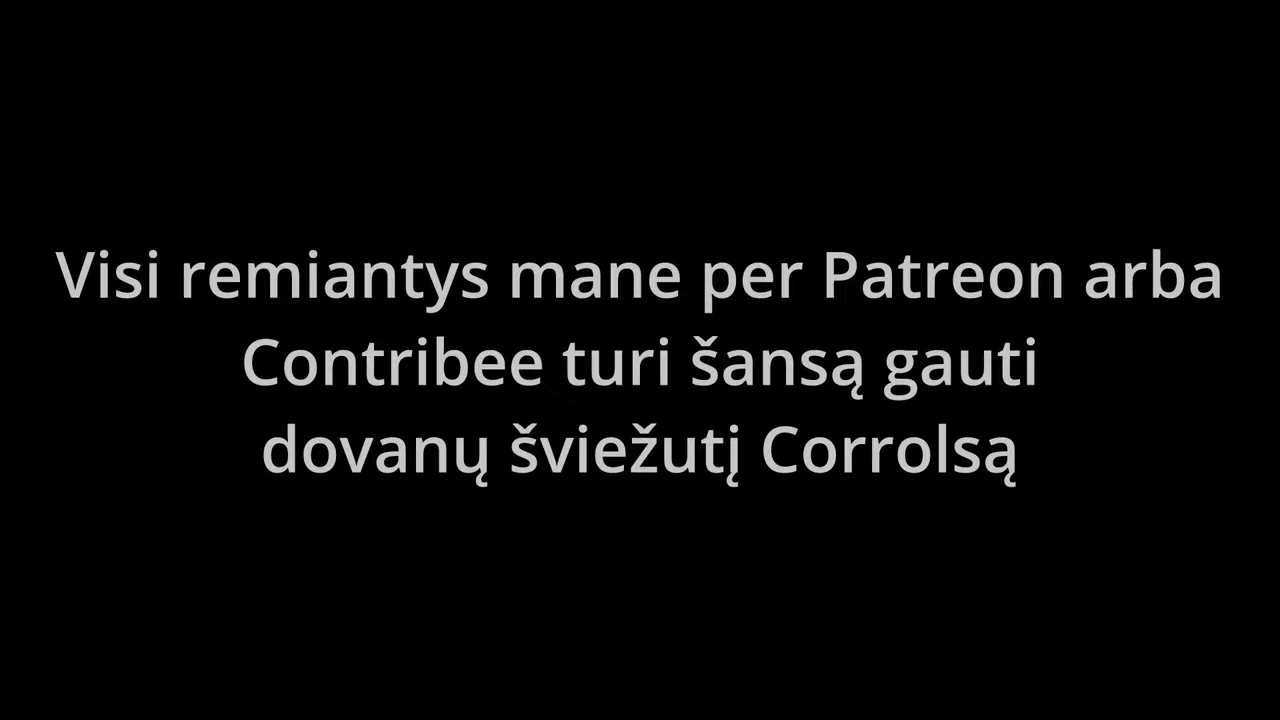 Visi remiantys mane per Patreon arba
Contribee turi šansą gauti
dovanų šviežutį Corrolsą